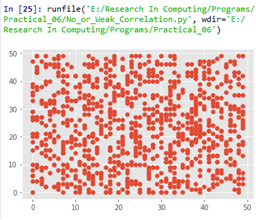 In [25]: runfile('E:/Research In Computing/Programs/
Practical_06/No_or_Weak_Correlation.py', wdir='E:/
Research In Computing/Programs/Practical_06')
50
40
30
20
10
0
0 10 20 30 40 50